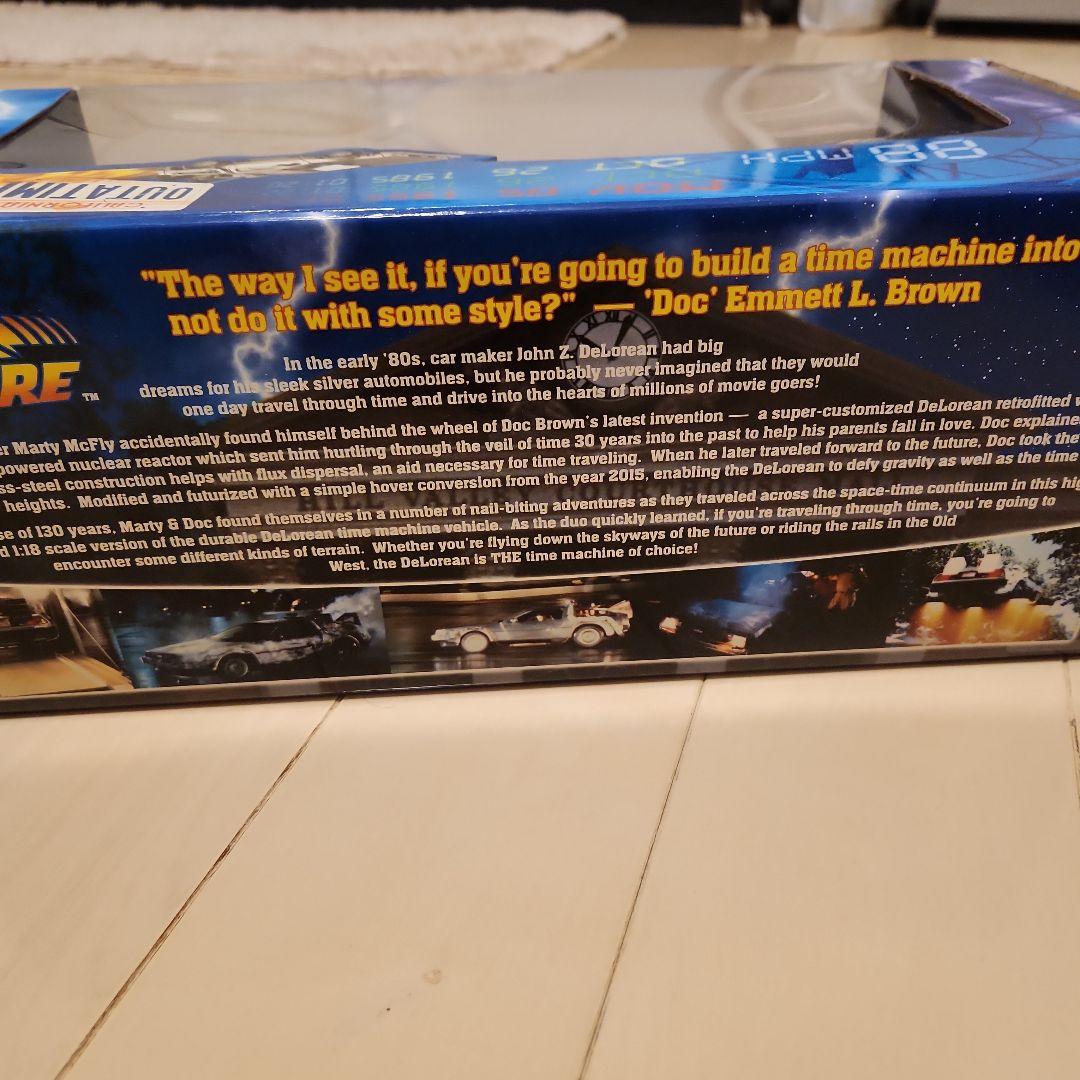 88 MPH
OCT 26 1985
OUTATIM
"The way I see it, if you're going to build a time machine into
not do it with some style?" — 'Doc' Emmett L. Brown
RE™
In the early '80s, car maker John Z. DeLorean had big
dreams for his sleek silver automobiles, but he probably never imagined that they would
one day travel through time and drive into the hearts of millions of movie goers!
er Marty McFly accidentally found himself behind the wheel of Doc Brown's latest invention — a super-customized DeLorean retrofitted
powered nuclear reactor which sent him hurtling through the veil of time 30 years into the past to help his parents fall in love. Doc explaine
ss-steel construction helps with flux dispersal, an aid necessary for time traveling. When he later traveled forward to the future, Doc took the
heights. Modified and futurized with a simple hover conversion from the year 2015, enabling the DeLorean to defy gravity as well as the time
se of 130 years, Marty & Doc found themselves in a number of nail-biting adventures as they traveled across the space-time continuum in this hig
d 1:18 scale version of the durable DeLorean time machine vehicle. As the duo quickly learned, if you're traveling through time, you're going to
encounter some different kinds of terrain. Whether you're flying down the skyways of the future or riding the rails in the Old
West, the DeLorean is THE time machine of choice!